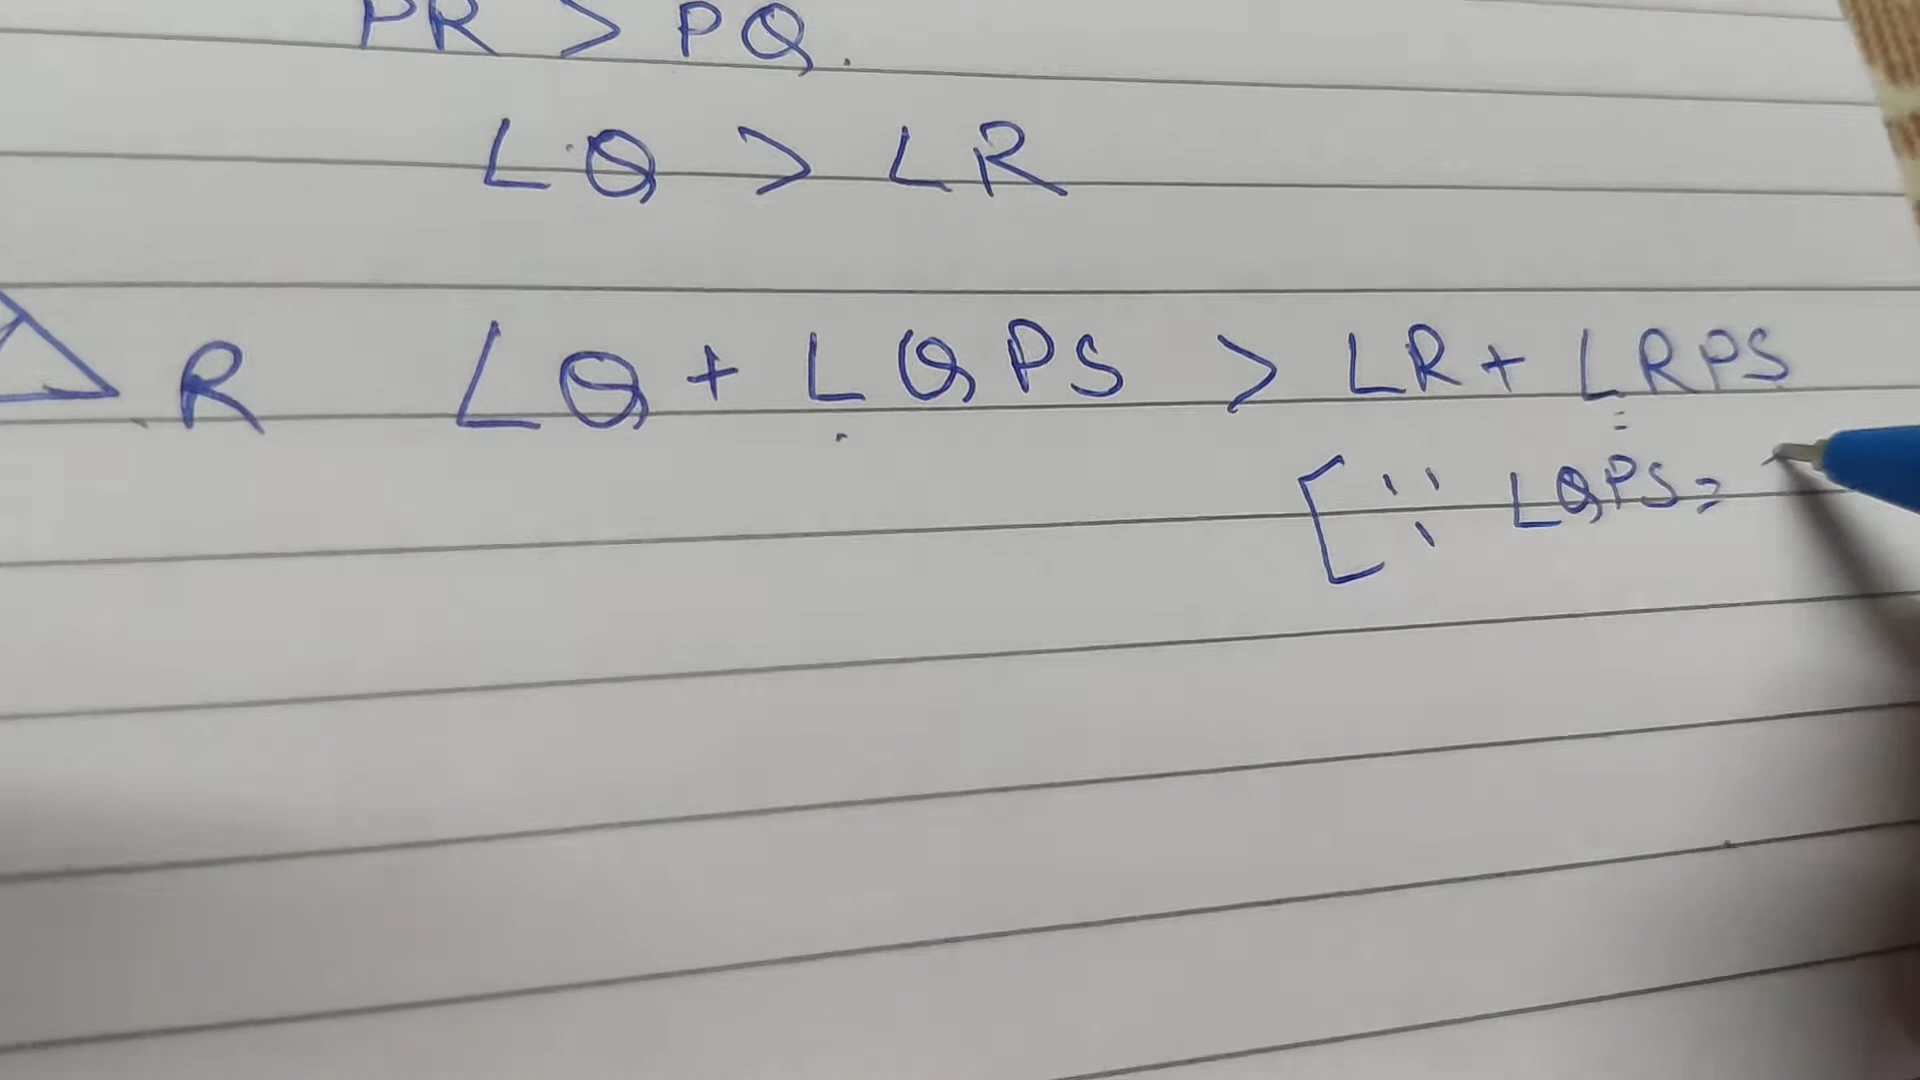 PR > PQ.
∠Q > ∠R
R ∠Q + ∠QPS > ∠R + ∠RPS
[∵ ∠QPS =